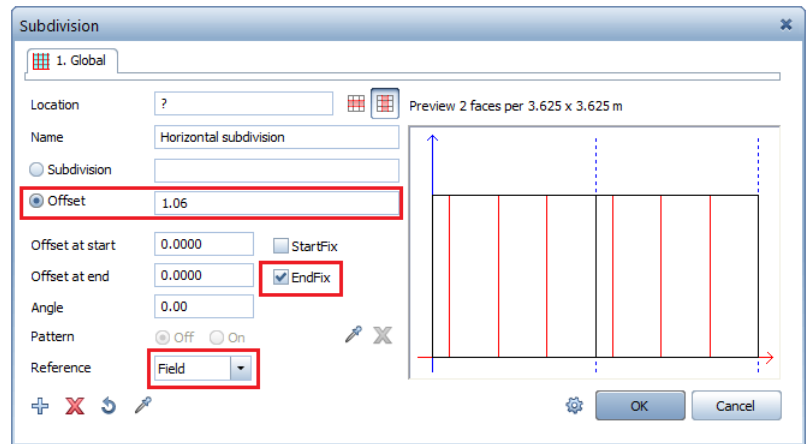 Subdivision
1. Global
Location ? Preview 2 faces per 3.625 x 3.625 m
Name Horizontal subdivision
Subdivision
Offset 1.06
Offset at start 0.0000 StartFix
Offset at end 0.0000 EndFix
Angle 0.00
Pattern Off On
Reference Field
OK Cancel